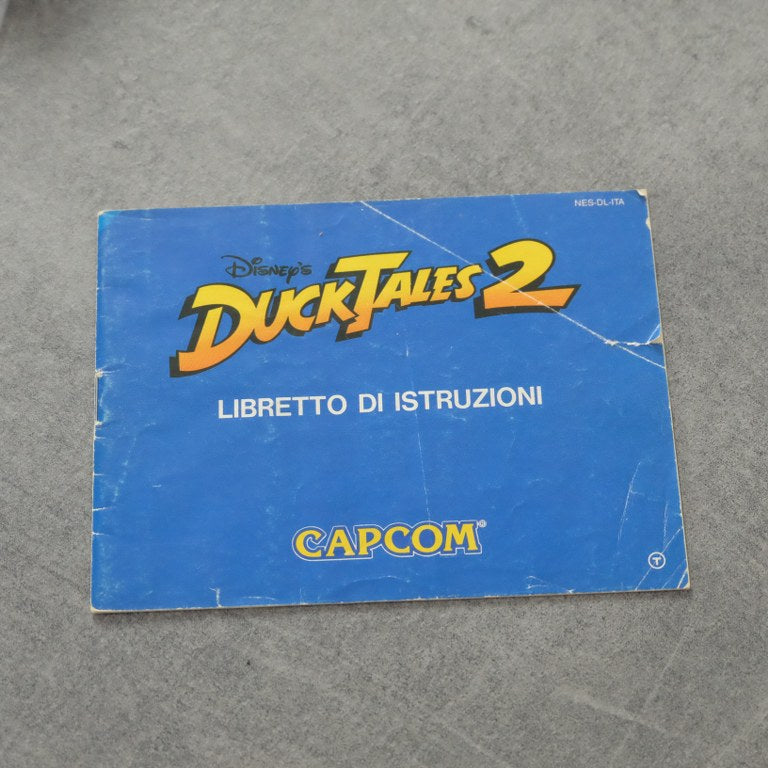 NES-DL-ITA
Disney's
DuckTales 2
LIBRETTO DI ISTRUZIONI
CAPCOM®
T